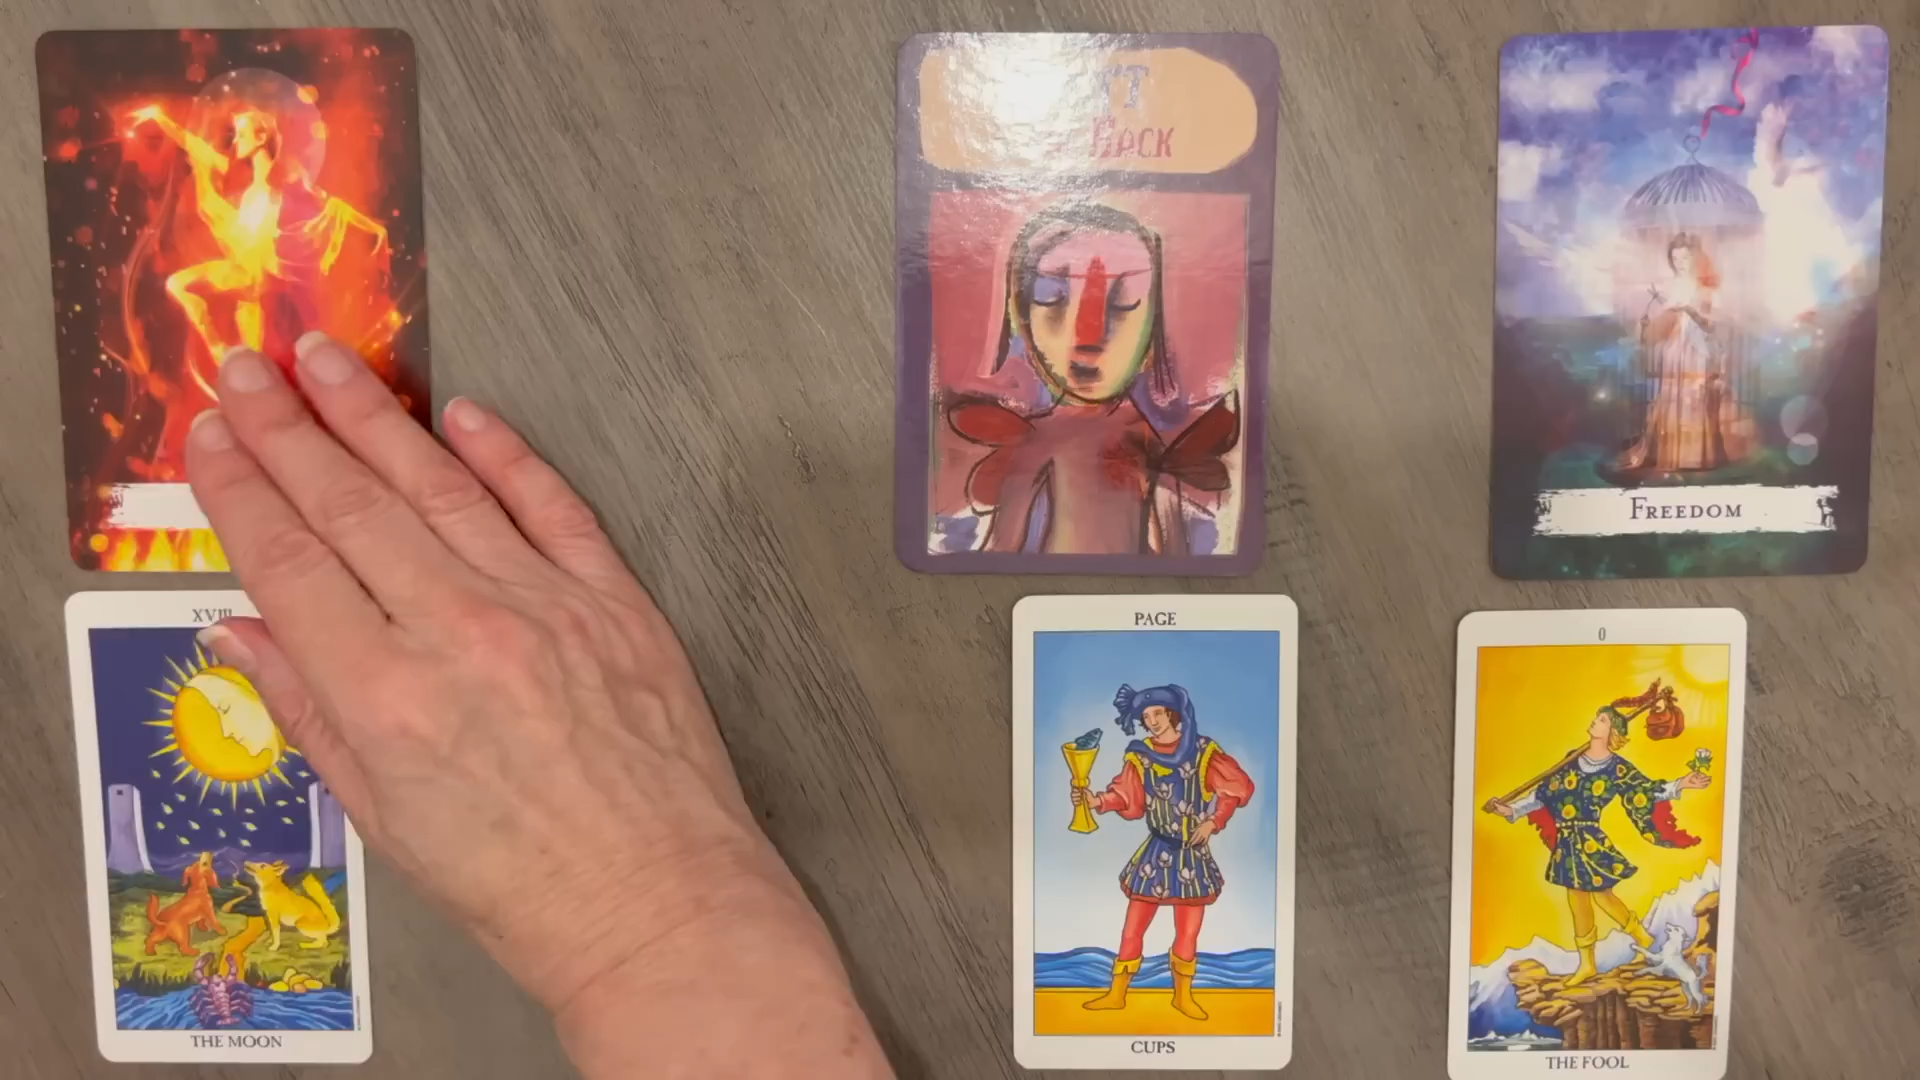 BACK
FREEDOM
XVIII
THE MOON
PAGE
CUPS
0
THE FOOL